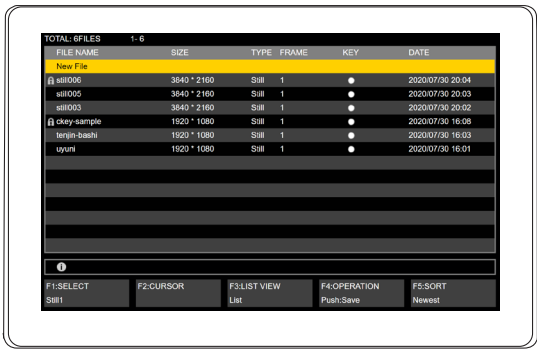 TOTAL: 6FILES 1- 6
FILE NAME SIZE TYPE FRAME KEY DATE
New File
still006 3840 * 2160 Still 1 2020/07/30 20:04
still005 3840 * 2160 Still 1 2020/07/30 20:03
still003 3840 * 2160 Still 1 2020/07/30 20:02
ckey-sample 1920 * 1080 Still 1 2020/07/30 16:08
tenjin-bashi 1920 * 1080 Still 1 2020/07/30 16:03
uyuni 1920 * 1080 Still 1 2020/07/30 16:01
F1:SELECT F2:CURSOR F3:LIST VIEW F4:OPERATION F5:SORT
Still1 List Push:Save Newest